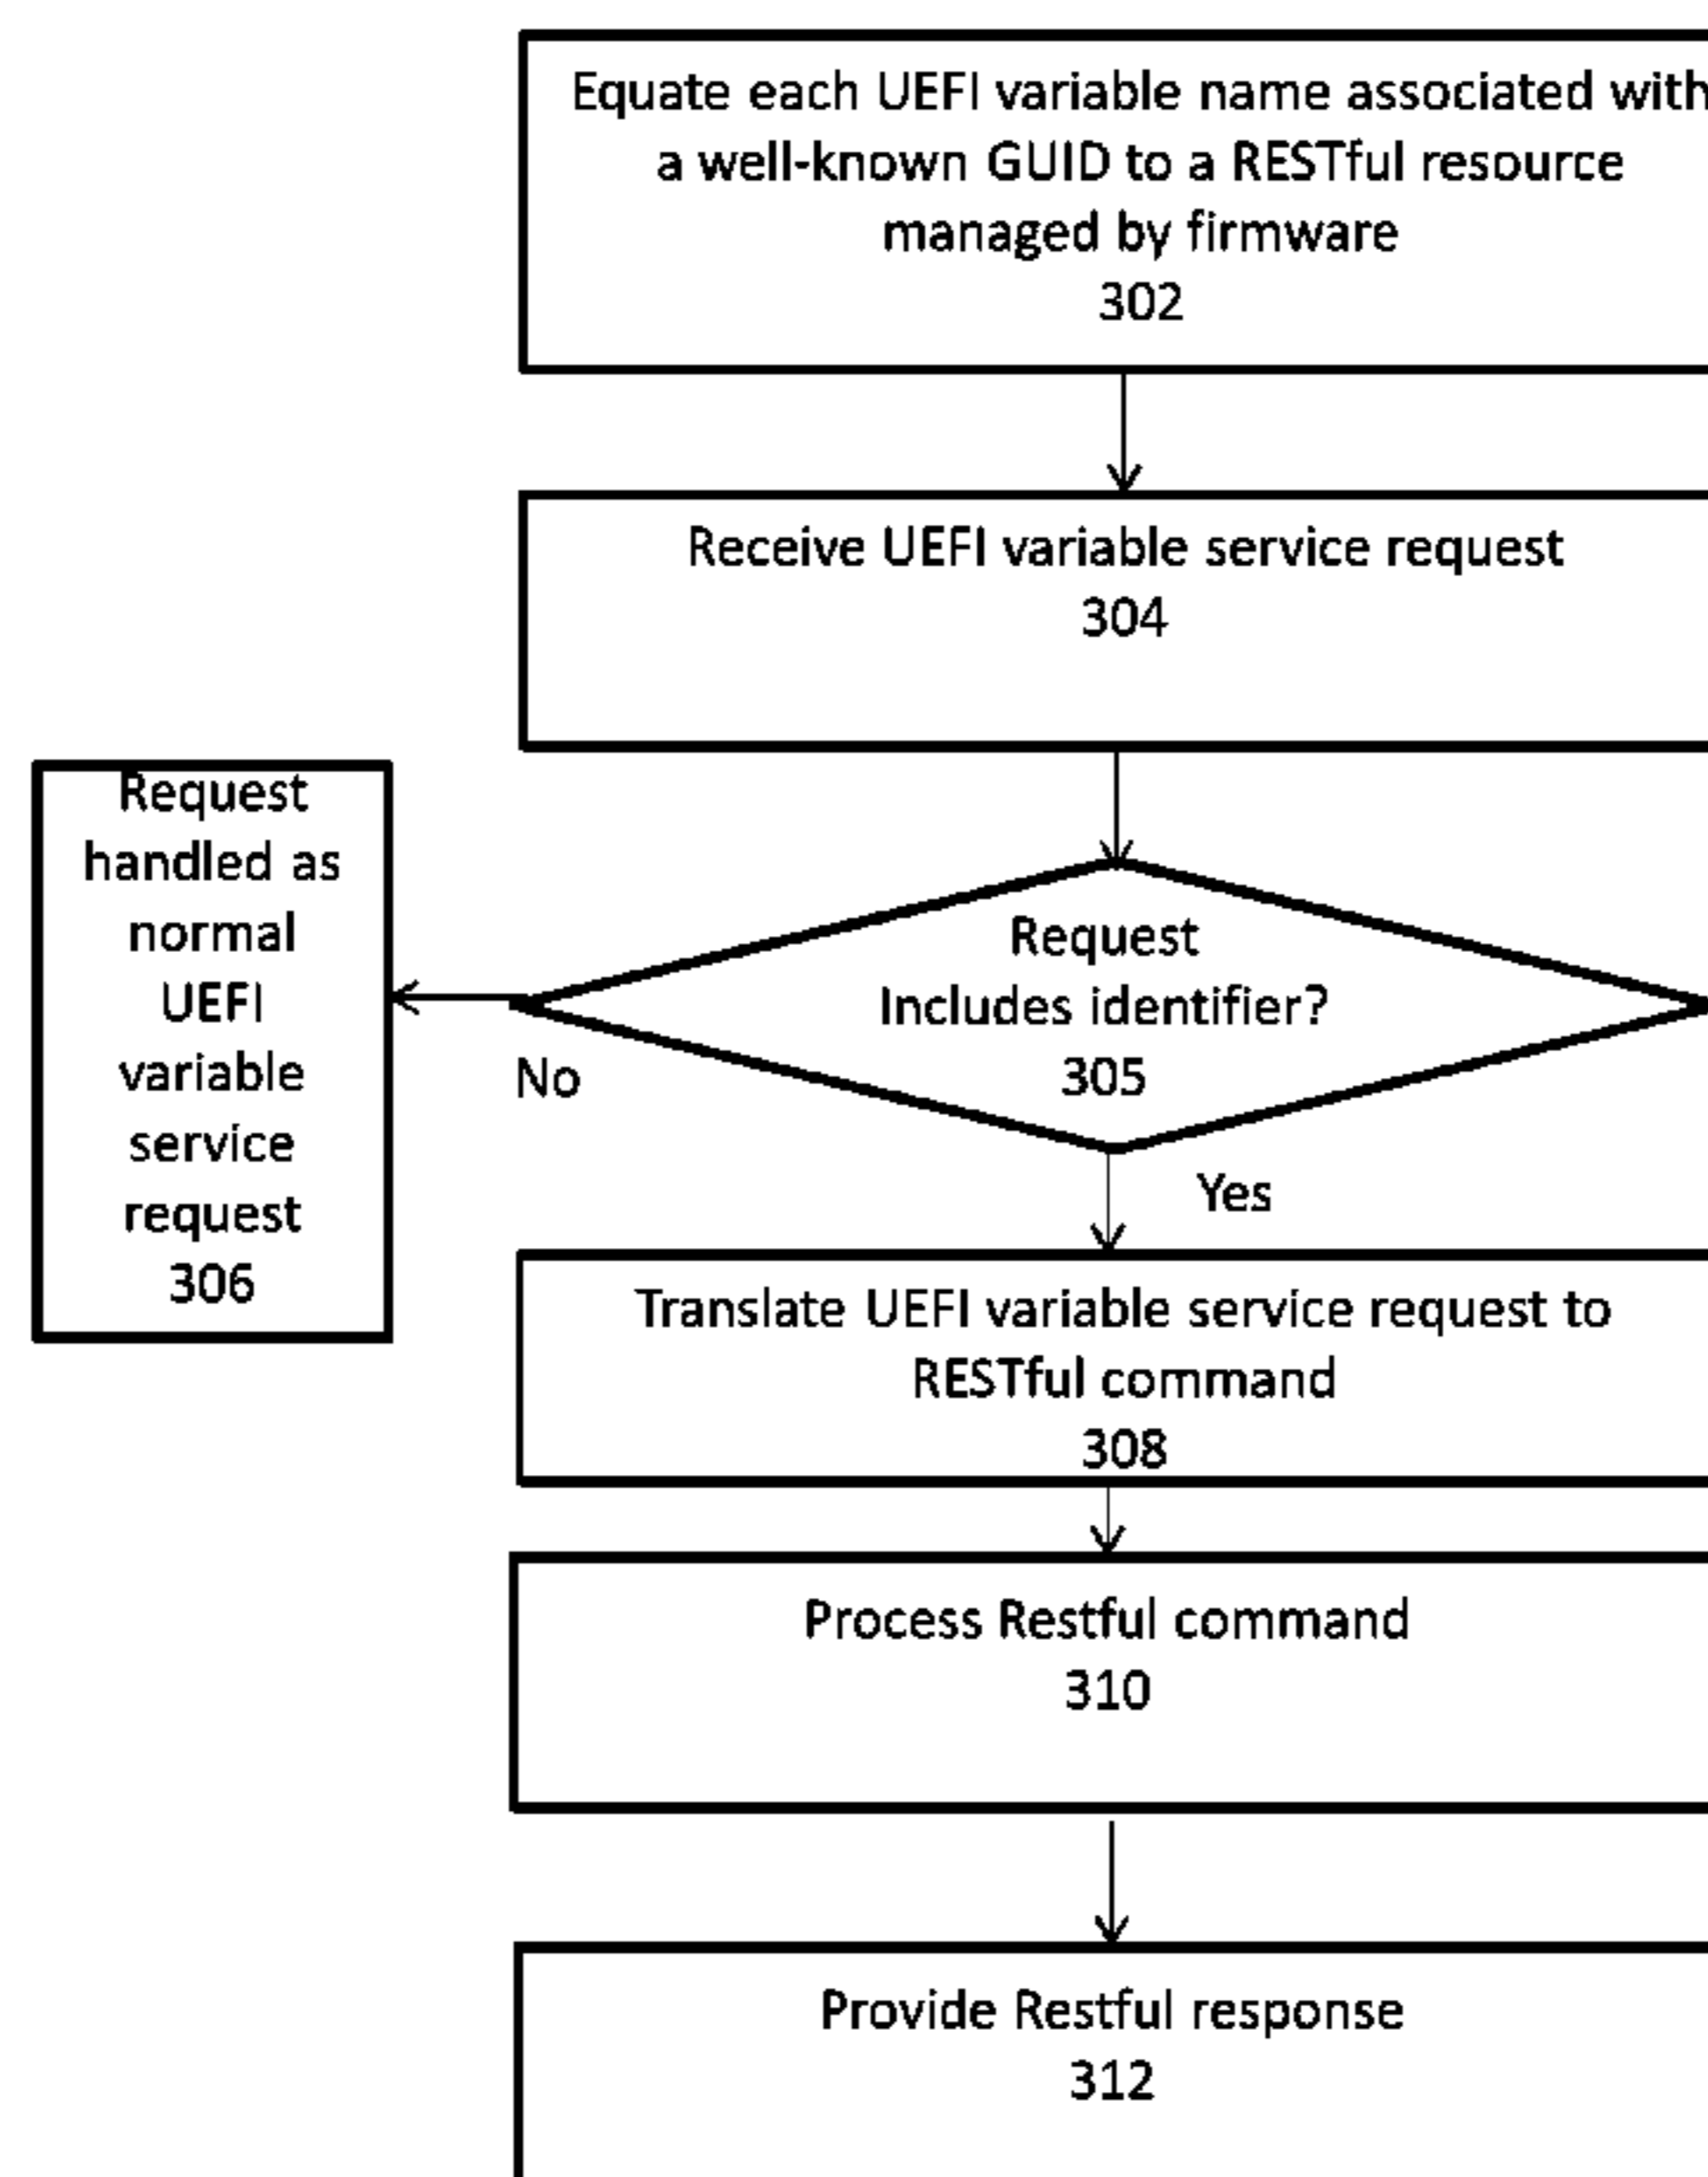 Equate each UEFI variable name associated with
a well-known GUID to a RESTful resource
managed by firmware
302
Receive UEFI variable service request
304
Request
Includes identifier?
305
No
Yes
Request
handled as
normal
UEFI
variable
service
request
306
Translate UEFI variable service request to
RESTful command
308
Process Restful command
310
Provide Restful response
312